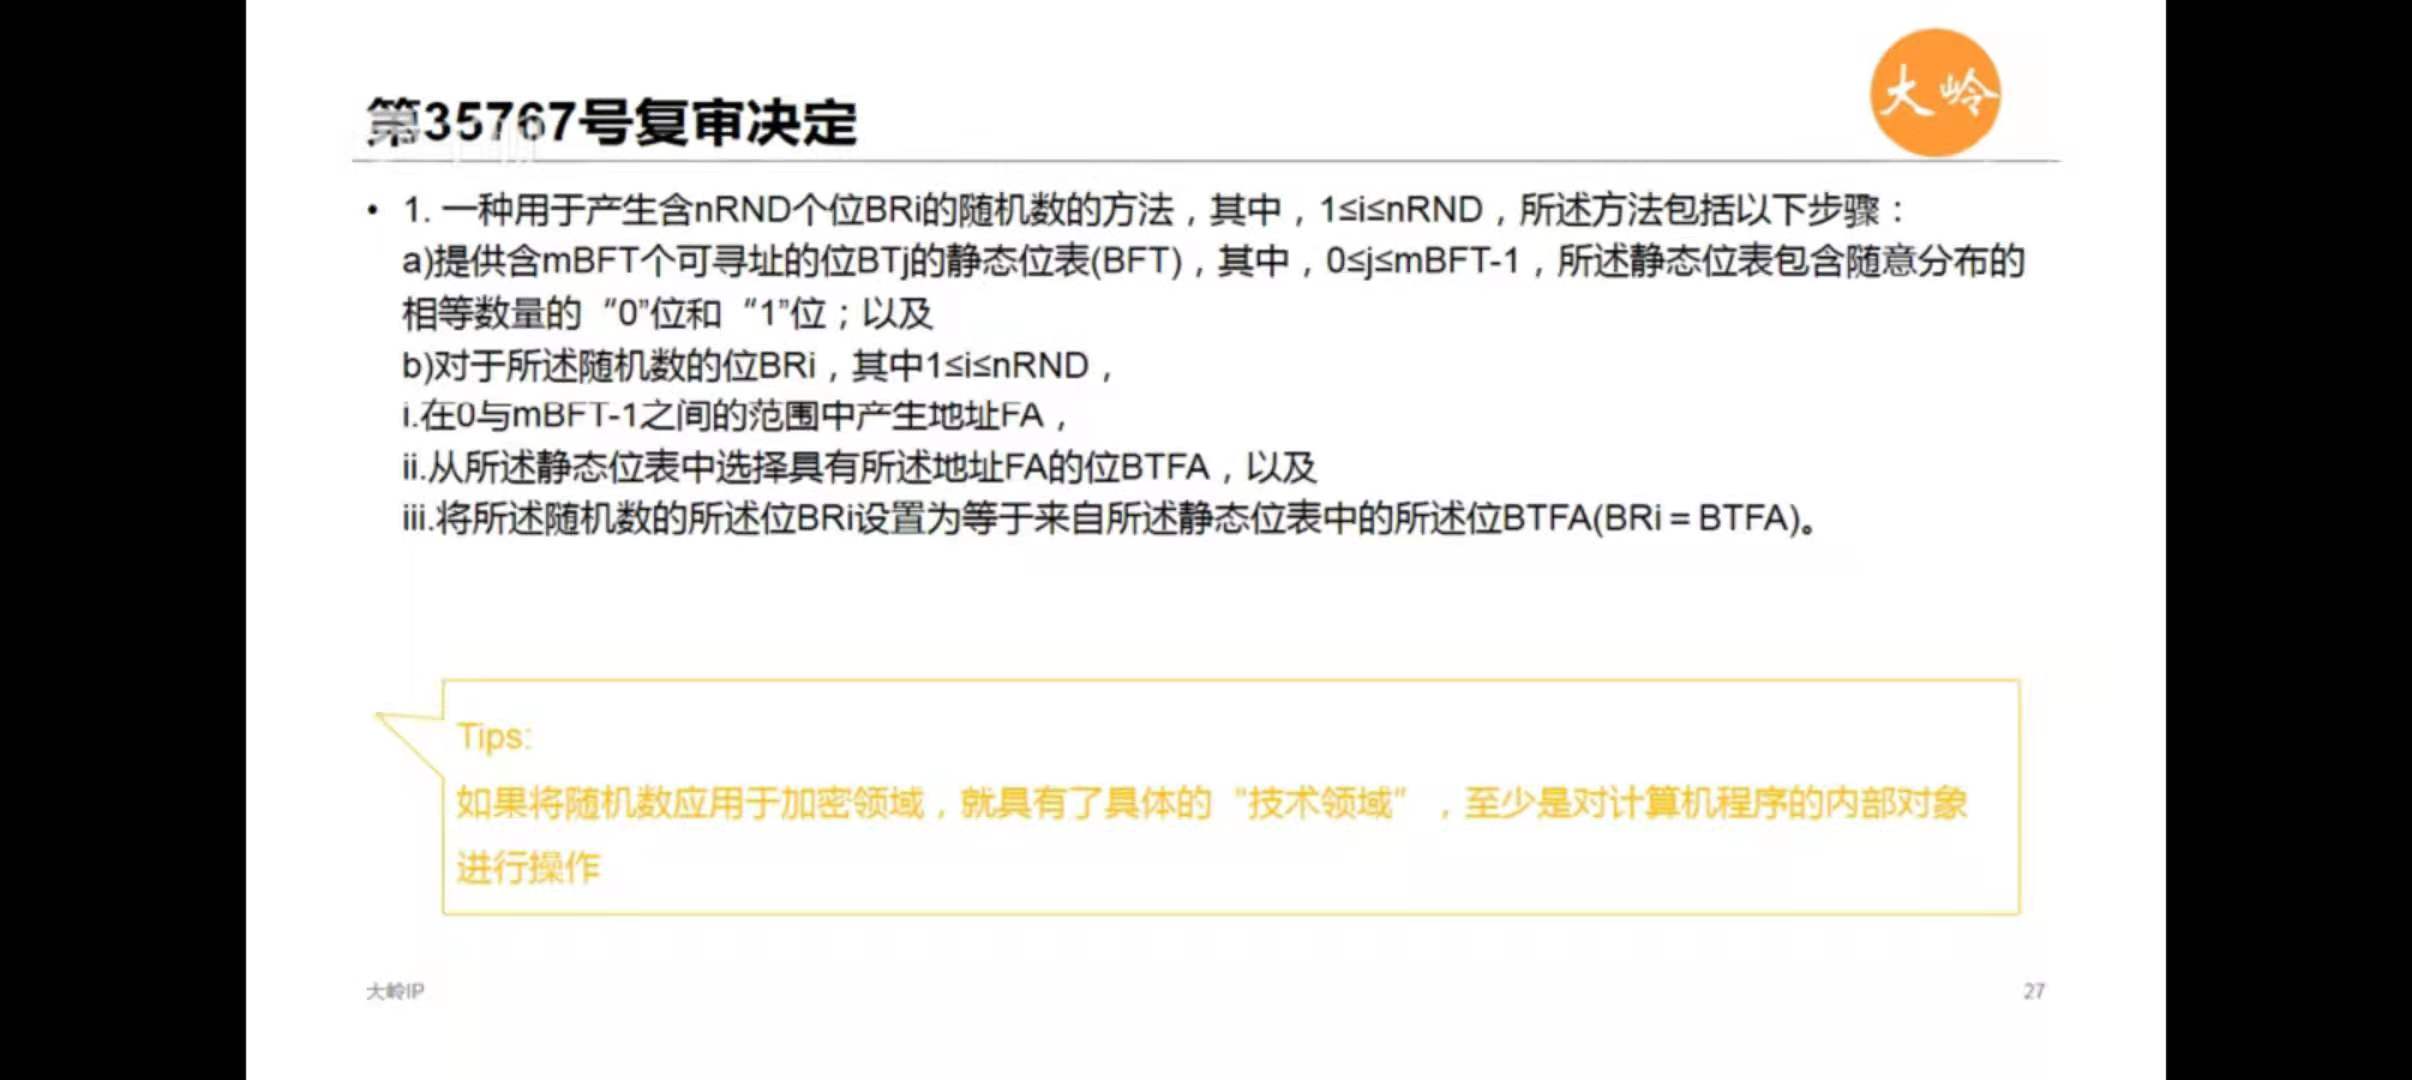 大岭
第35767号复审决定
• 1. 一种用于产生含nRND个位BRi的随机数的方法，其中，1≤i≤nRND，所述方法包括以下步骤：
a)提供含mBFT个可寻址的位BTj的静态位表(BFT)，其中，0≤j≤mBFT-1，所述静态位表包含随意分布的
相等数量的“0”位和“1”位；以及
b)对于所述随机数的位BRi，其中1≤i≤nRND，
i.在0与mBFT-1之间的范围中产生地址FA，
ii.从所述静态位表中选择具有所述地址FA的位BTFA，以及
iii.将所述随机数的所述位BRi设置为等于来自所述静态位表中的所述位BTFA(BRi = BTFA)。
Tips:
如果将随机数应用于加密领域，就具有了具体的“技术领域”，至少是对计算机程序的内部对象
进行操作
大岭IP
27